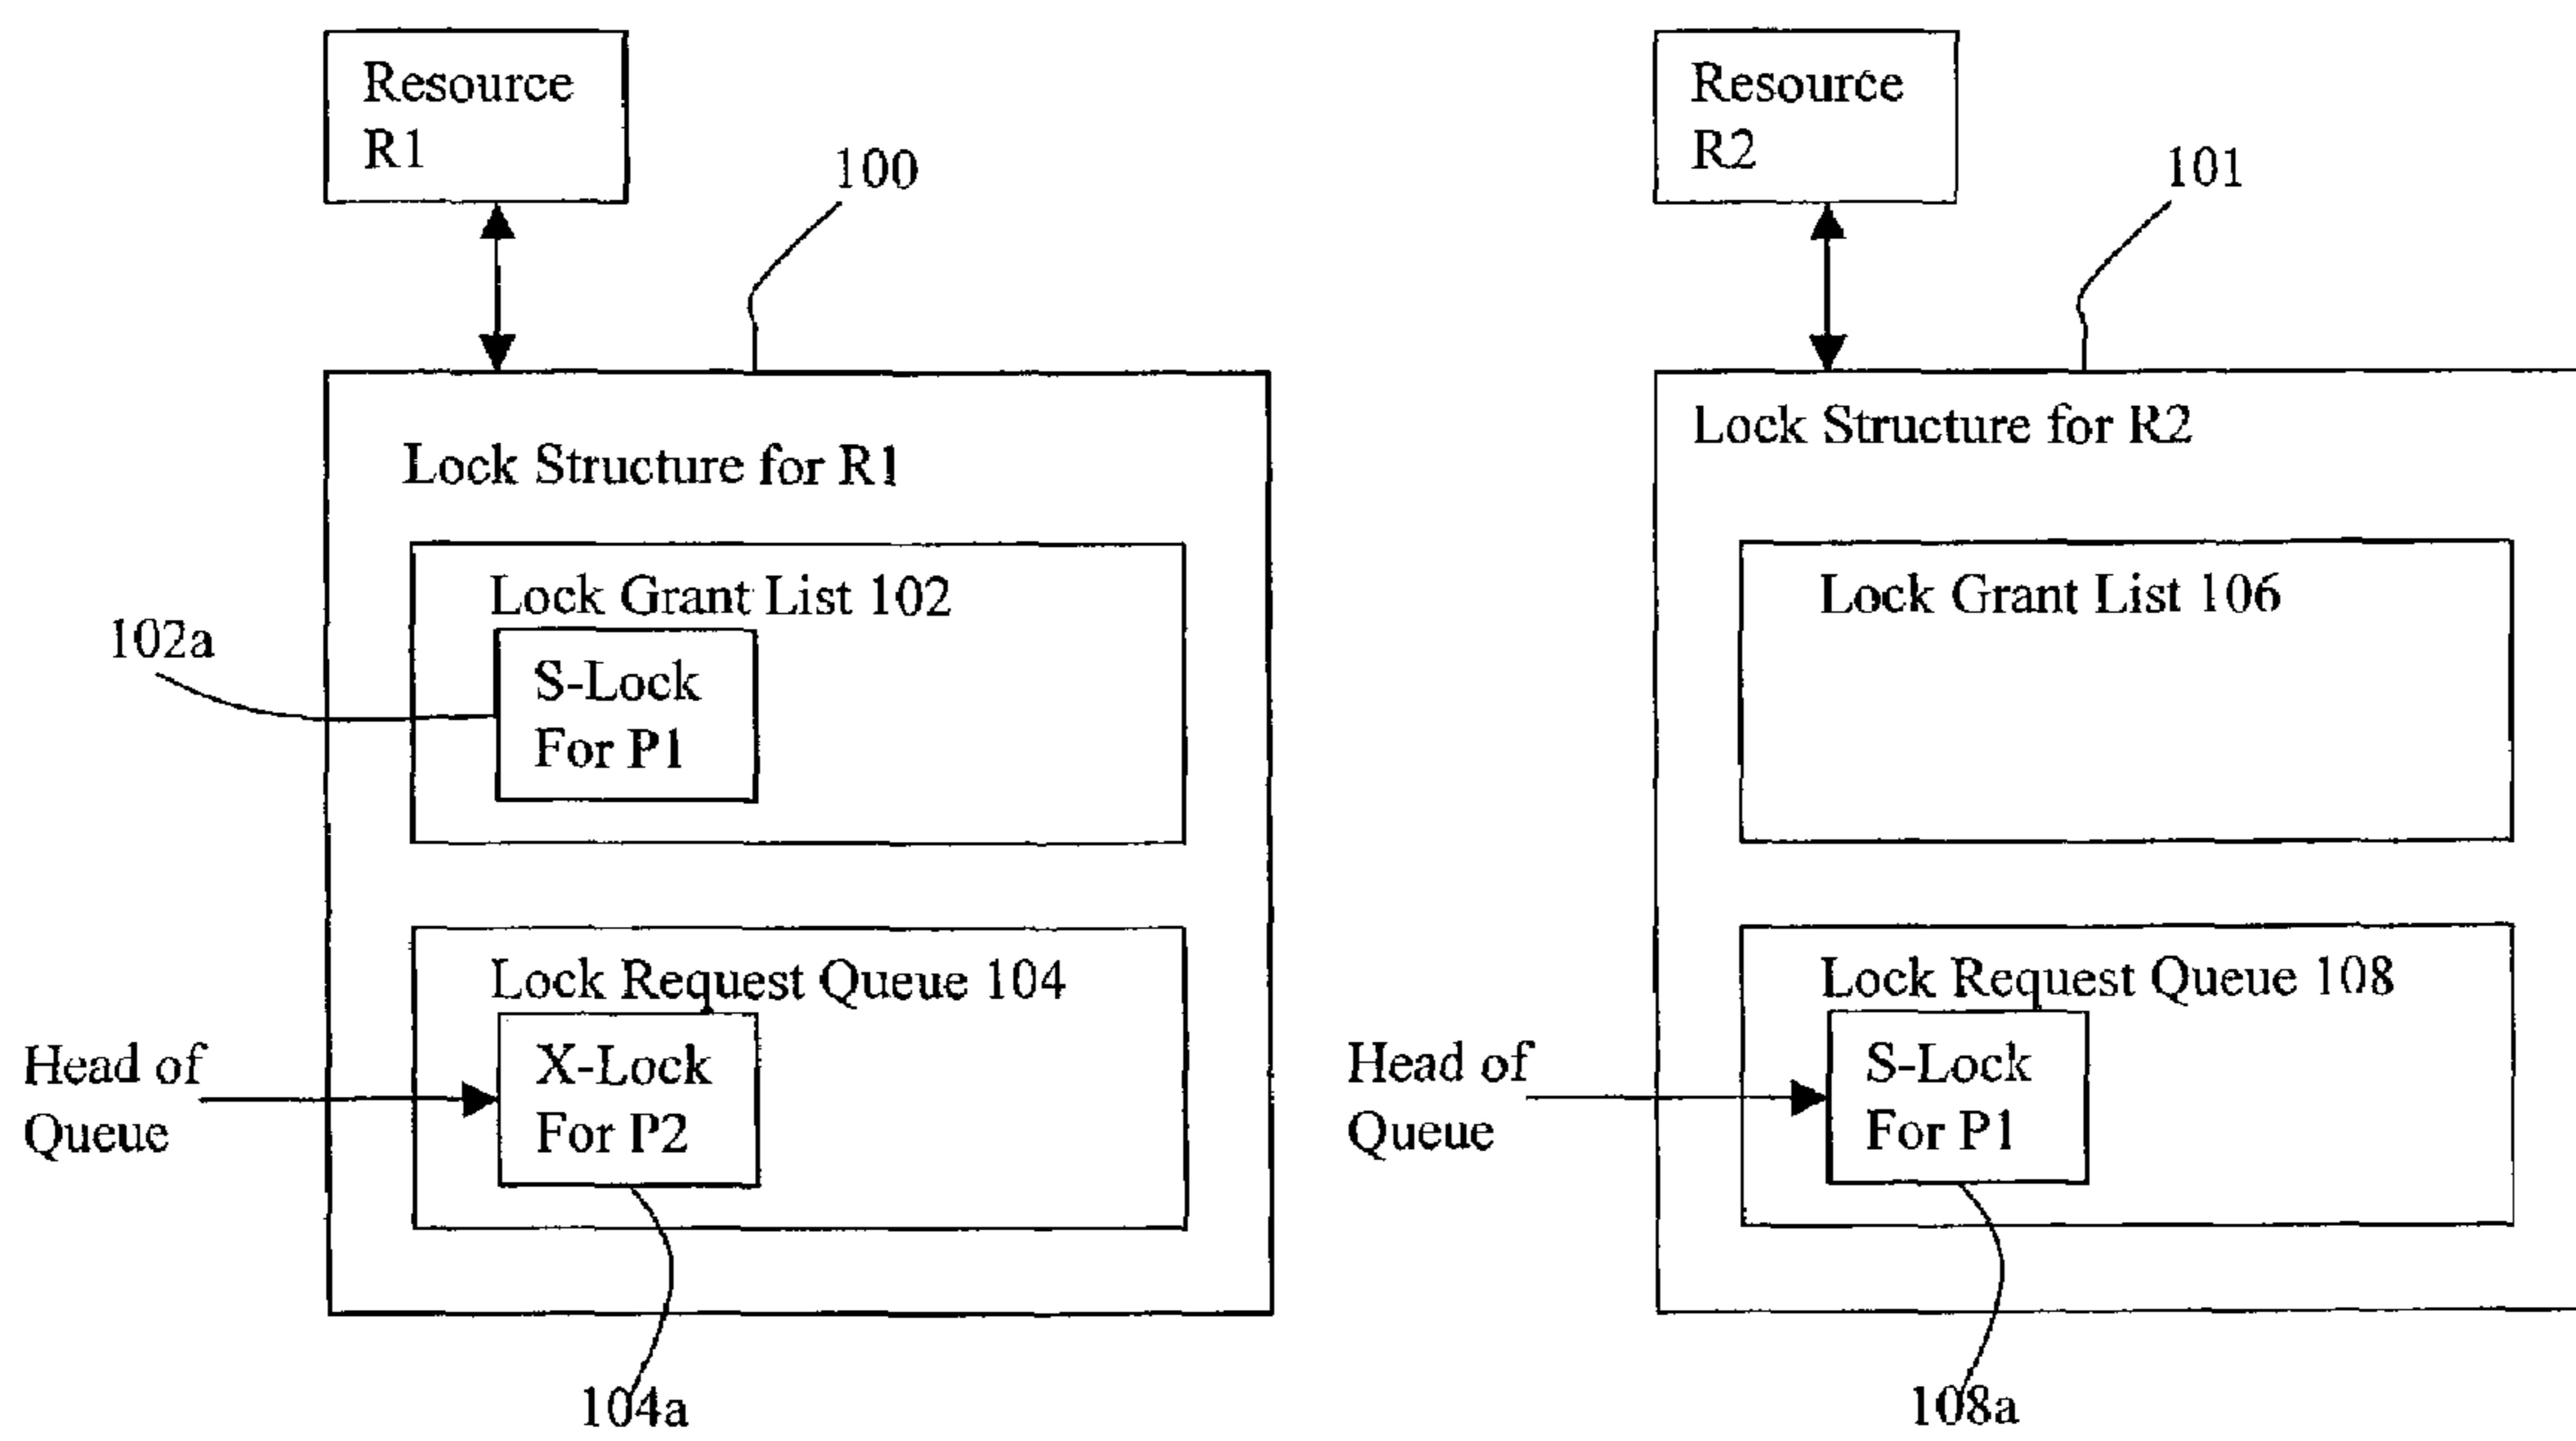 Resource
R1
100
Lock Structure for R1
Lock Grant List 102
102a
S-Lock
For P1
Lock Request Queue 104
Head of
Queue
X-Lock
For P2
104a
Resource
R2
101
Lock Structure for R2
Lock Grant List 106
Lock Request Queue 108
Head of
Queue
S-Lock
For P1
108a